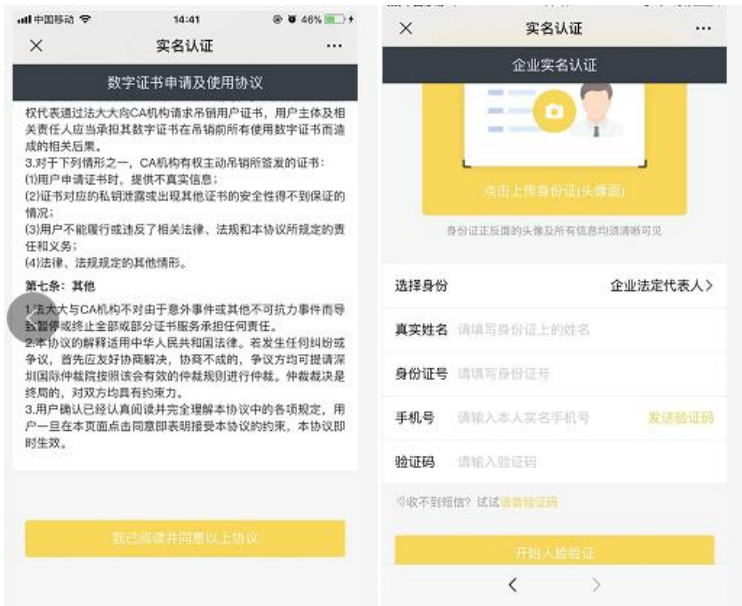 中国移动
14:41
46%
实名认证
数字证书申请及使用协议
权代表通过法大大向CA机构请求吊销用户证书，用户主体及相
关责任人应当承担其数字证书在吊销前所有使用数字证书而造
成的相关后果。
3.对于下列情形之一，CA机构有权主动吊销所签发的证书：
(1)用户申请证书时，提供不真实信息；
(2)证书对应的私钥泄露或出现其他证书的安全性得不到保证的
情况；
(3)用户不能履行或违反了相关法律、法规和本协议所规定的责
任和义务；
(4)法律、法规规定的其他情形。
第七条：其他
1.法大大与CA机构不对由于意外事件或其他不可抗力事件而导
致暂停或终止全部或部分证书服务承担任何责任。
2.本协议的解释适用中华人民共和国法律。若发生任何纠纷或
争议，首先应友好协商解决，协商不成的，争议方均可提请深
圳国际仲裁院按照该会有效的仲裁规则进行仲裁。仲裁裁决是
终局的，对双方均具有约束力。
3.用户确认已经认真阅读并完全理解本协议中的各项规定，用
户一旦在本页面点击同意即表明接受本协议的约束，本协议即
时生效。
我已阅读并同意以上协议
实名认证
企业实名认证
点击上传身份证(头像面)
身份证正反面的头像及所有信息均须清晰可见
选择身份 企业法定代表人
真实姓名 请填写身份证上的姓名
身份证号 请填写身份证号
手机号 请输入本人实名手机号 发送验证码
验证码 请输入验证码
收不到短信？试试语音验证码
开始人脸验证